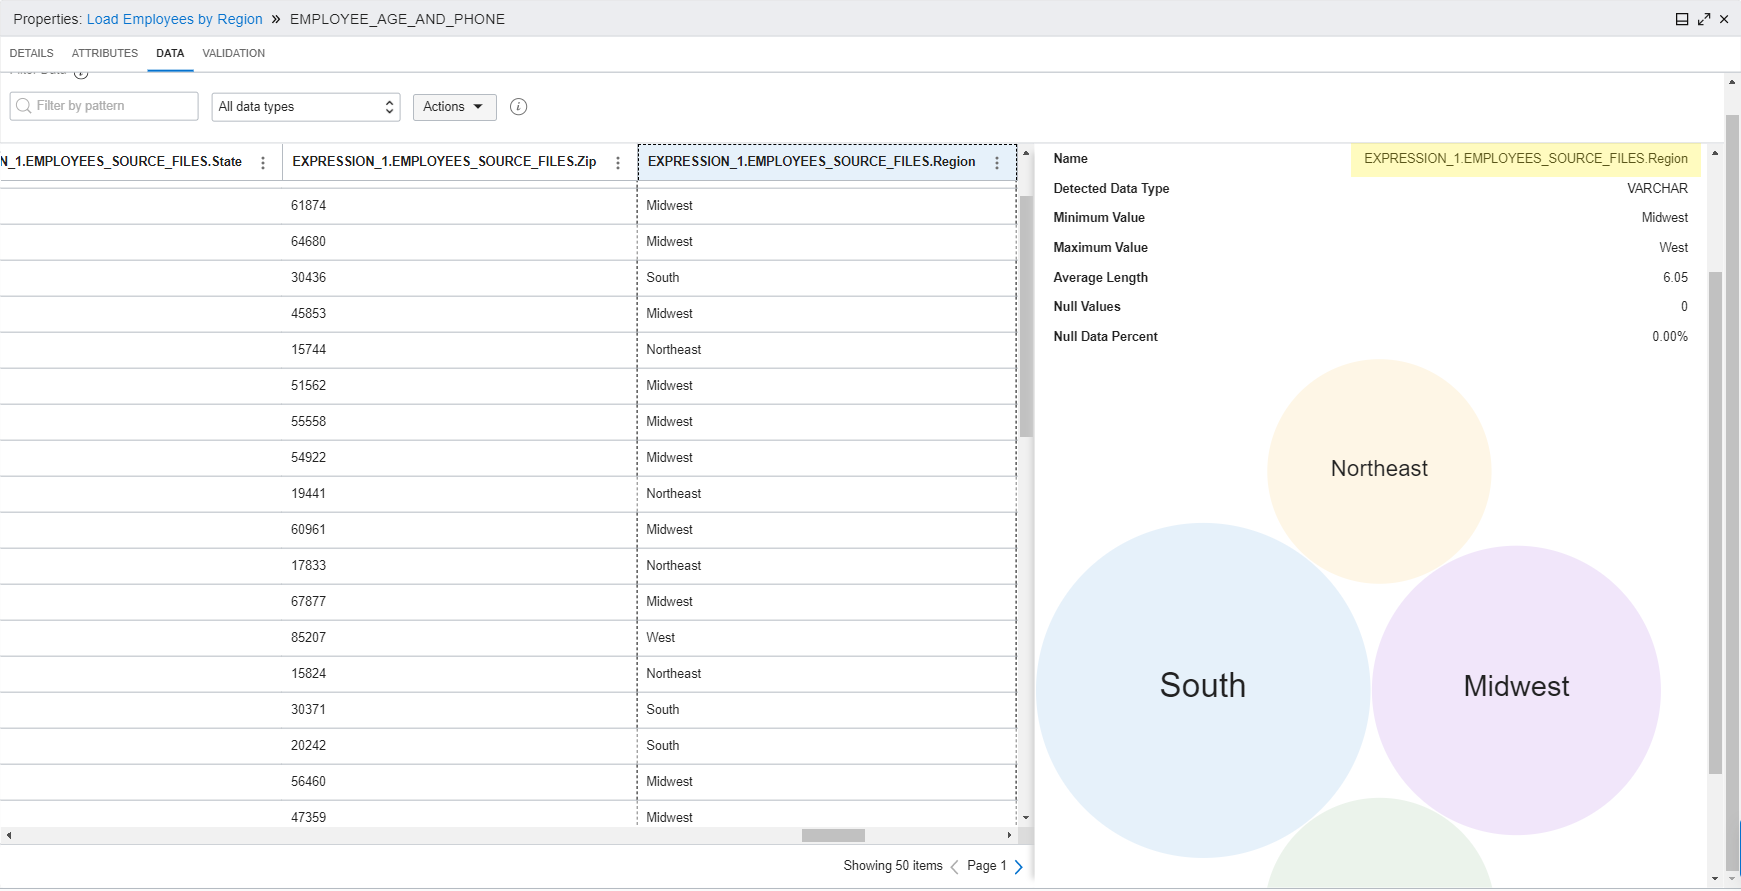 Properties: Load Employees by Region » EMPLOYEE_AGE_AND_PHONE
DETAILS ATTRIBUTES DATA VALIDATION
Filter by pattern All data types Actions
N_1.EMPLOYEES_SOURCE_FILES.State EXPRESSION_1.EMPLOYEES_SOURCE_FILES.Zip EXPRESSION_1.EMPLOYEES_SOURCE_FILES.Region
61874 Midwest
64680 Midwest
30436 South
45853 Midwest
15744 Northeast
51562 Midwest
55558 Midwest
54922 Midwest
19441 Northeast
60961 Midwest
17833 Northeast
67877 Midwest
85207 West
15824 Northeast
30371 South
20242 South
56460 Midwest
47359 Midwest
Showing 50 items Page 1
Name EXPRESSION_1.EMPLOYEES_SOURCE_FILES.Region
Detected Data Type VARCHAR
Minimum Value Midwest
Maximum Value West
Average Length 6.05
Null Values 0
Null Data Percent 0.00%
Northeast
South
Midwest